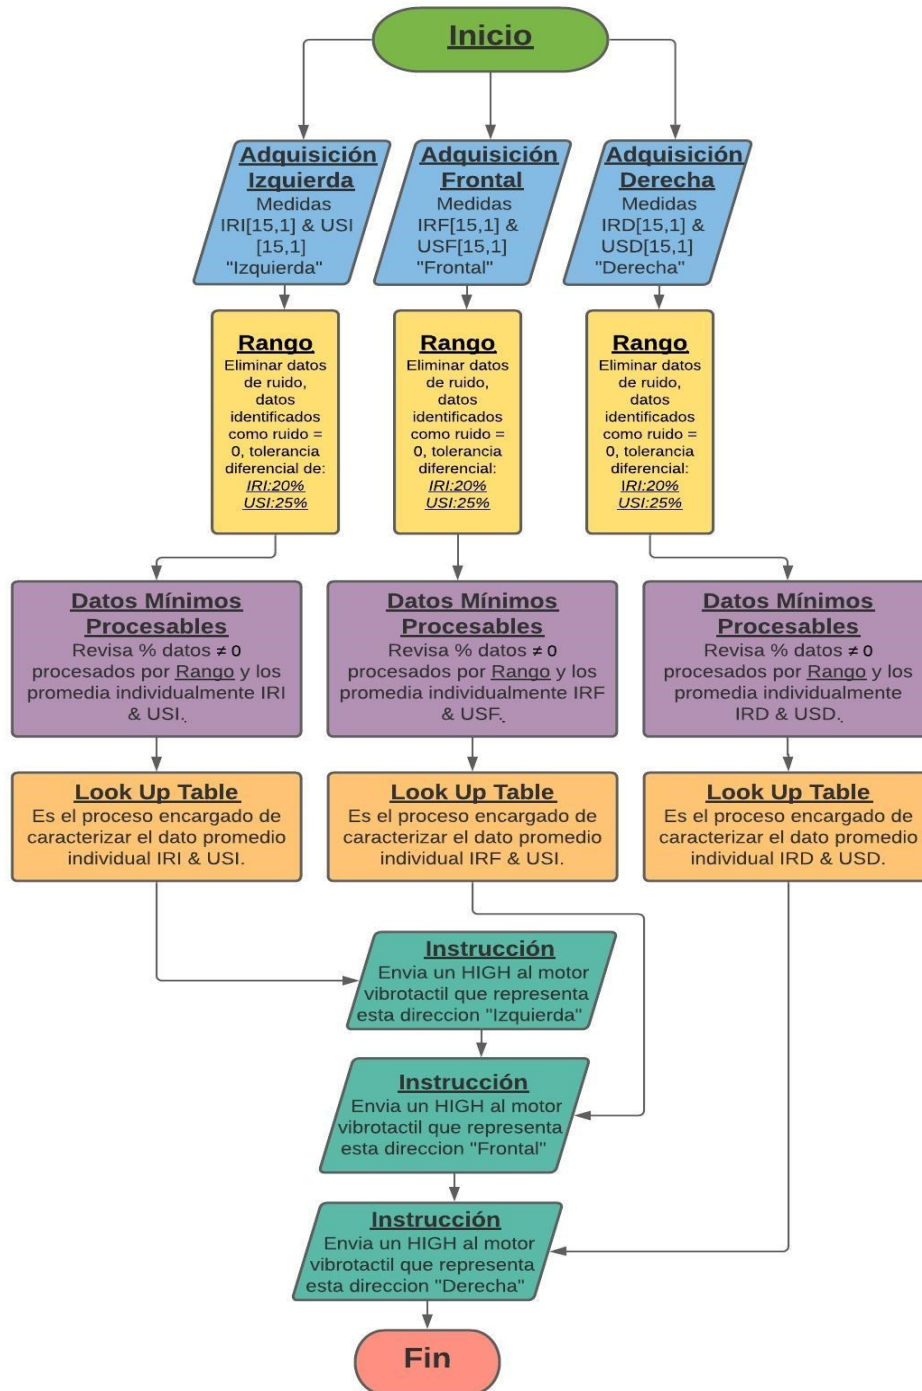 Inicio
Adquisición
Izquierda
Medidas
IRI[15,1] & USI
[15,1]
"Izquierda"
Adquisición
Frontal
Medidas
IRF[15,1] &
USF[15,1]
"Frontal"
Adquisición
Derecha
Medidas
IRD[15,1] &
USD[15,1]
"Derecha"
Rango
Eliminar datos
de ruido,
datos
identificados
como ruido =
0, tolerancia
diferencial de:
IRI:20%
USI:25%
Rango
Eliminar datos
de ruido,
datos
identificados
como ruido =
0, tolerancia
diferencial:
IRI:20%
USI:25%
Rango
Eliminar datos
de ruido,
datos
identificados
como ruido =
0, tolerancia
diferencial:
IRI:20%
USI:25%
Datos Mínimos
Procesables
Revisa % datos ≠ 0
procesados por Rango y los
promedia individualmente IRI
& USI.
Datos Mínimos
Procesables
Revisa % datos ≠ 0
procesados por Rango y los
promedia individualmente IRF
& USF.
Datos Mínimos
Procesables
Revisa % datos ≠ 0
procesados por Rango y los
promedia individualmente
IRD & USD.
Look Up Table
Es el proceso encargado de
caracterizar el dato promedio
individual IRI & USI.
Look Up Table
Es el proceso encargado de
caracterizar el dato promedio
individual IRF & USI.
Look Up Table
Es el proceso encargado de
caracterizar el dato promedio
individual IRD & USD.
Instrucción
Envia un HIGH al motor
vibrotactil que representa
esta direccion "Izquierda"
Instrucción
Envia un HIGH al motor
vibrotactil que representa
esta direccion "Frontal"
Instrucción
Envia un HIGH al motor
vibrotactil que representa
esta direccion "Derecha"
Fin